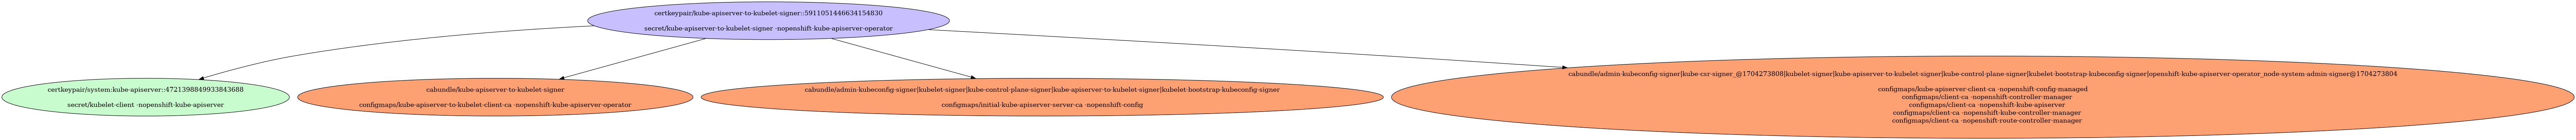 certkeypair/kube-apiserver-to-kubelet-signer::5911051446634154830
secret/kube-apiserver-to-kubelet-signer -nopenshift-kube-apiserver-operator
certkeypair/system:kube-apiserver::4721398849933843688
secret/kubelet-client -nopenshift-kube-apiserver
cabundle/kube-apiserver-to-kubelet-signer
configmaps/kube-apiserver-to-kubelet-client-ca -nopenshift-kube-apiserver-operator
cabundle/admin-kubeconfig-signer|kubelet-signer|kube-control-plane-signer|kube-apiserver-to-kubelet-signer|kubelet-bootstrap-kubeconfig-signer
configmaps/initial-kube-apiserver-server-ca -nopenshift-config
cabundle/admin-kubeconfig-signer|kube-csr-signer_@1704273808|kubelet-signer|kube-apiserver-to-kubelet-signer|kube-control-plane-signer|kubelet-bootstrap-kubeconfig-signer|openshift-kube-apiserver-operator_node-system-admin-signer@1704273804
configmaps/kube-apiserver-client-ca -nopenshift-config-managed
configmaps/client-ca -nopenshift-controller-manager
configmaps/client-ca -nopenshift-kube-apiserver
configmaps/client-ca -nopenshift-kube-controller-manager
configmaps/client-ca -nopenshift-route-controller-manager